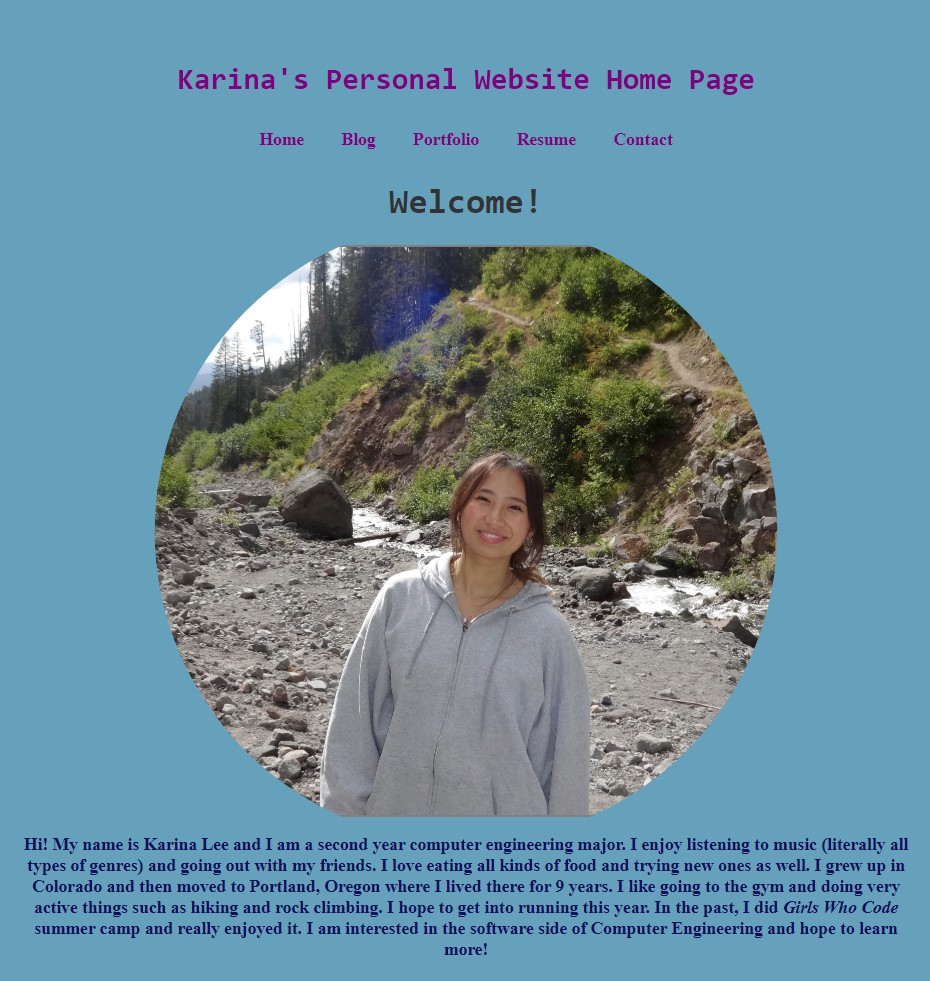 Karina's Personal Website Home Page
Home Blog Portfolio Resume Contact
Welcome!
Hi! My name is Karina Lee and I am a second year computer engineering major. I enjoy listening to music (literally all
types of genres) and going out with my friends. I love eating all kinds of food and trying new ones as well. I grew up in
Colorado and then moved to Portland, Oregon where I lived there for 9 years. I like going to the gym and doing very
active things such as hiking and rock climbing. I hope to get into running this year. In the past, I did Girls Who Code
summer camp and really enjoyed it. I am interested in the software side of Computer Engineering and hope to learn
more!